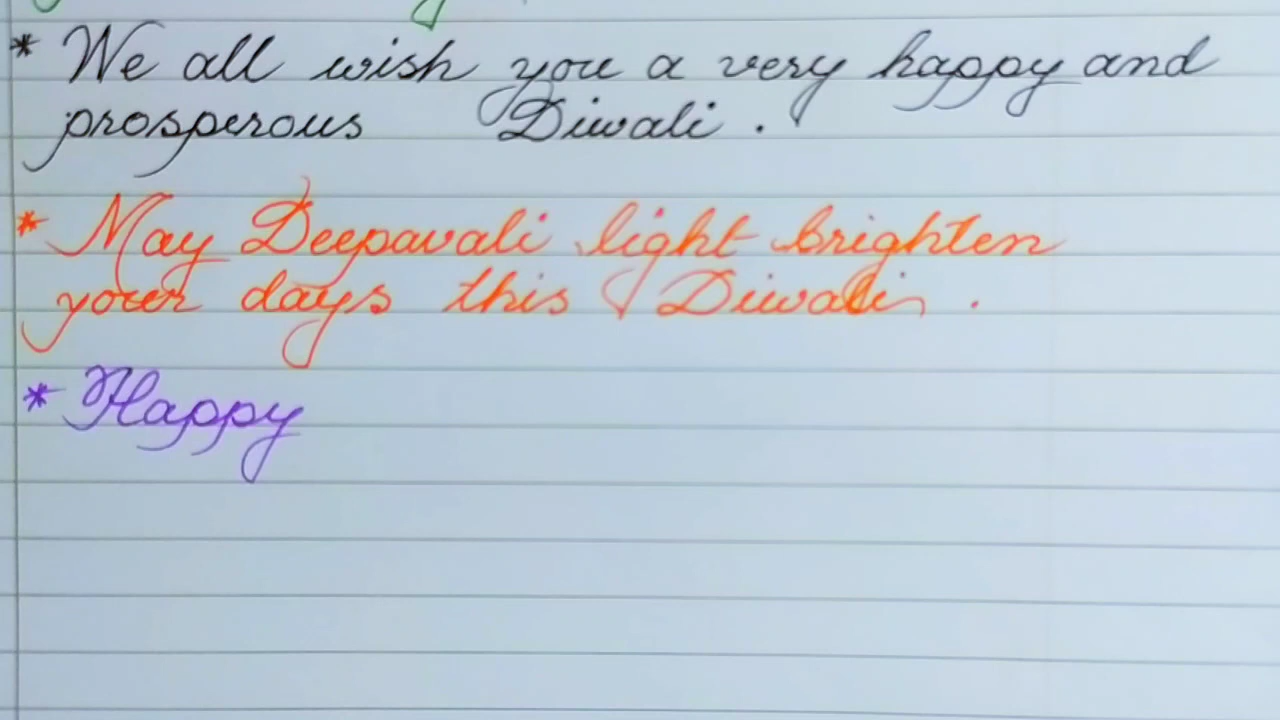 * We all wish you a very happy and
prosperous Diwali .
* May Deepavali light brighten
your days this Diwali .
* Happy